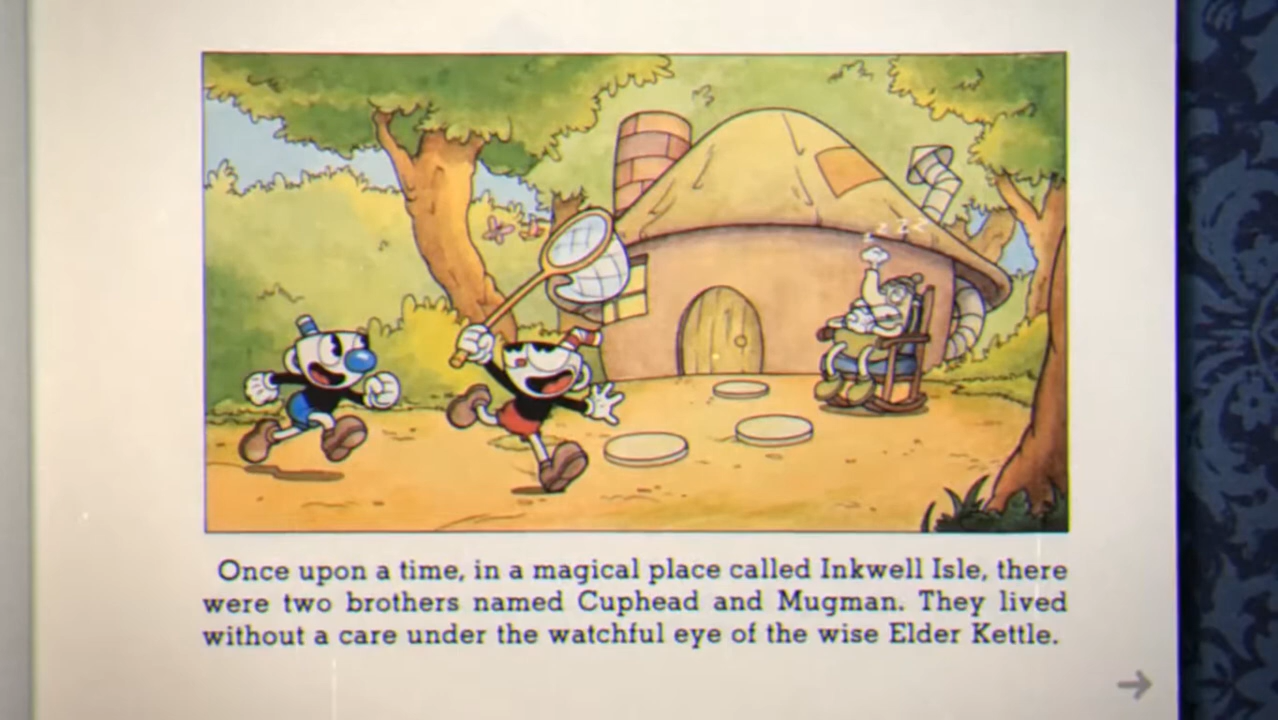 z z z z
Once upon a time, in a magical place called Inkwell Isle, there
were two brothers named Cuphead and Mugman. They lived
without a care under the watchful eye of the wise Elder Kettle.